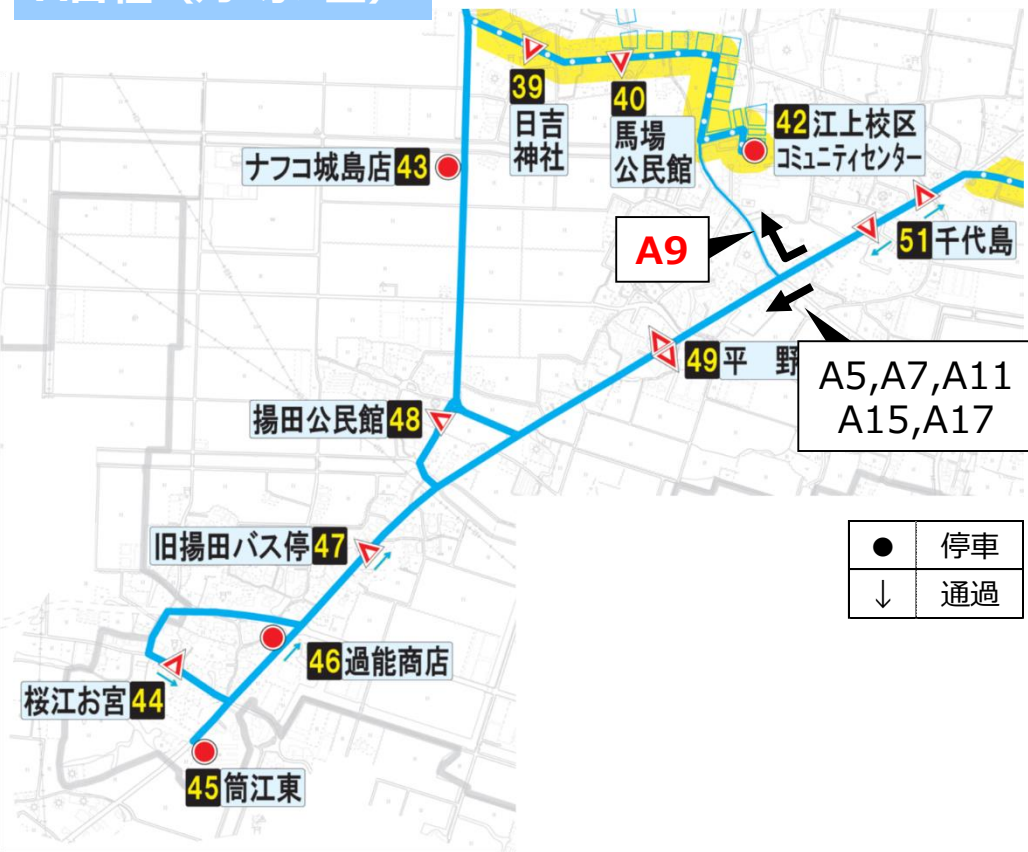 39
日吉
神社
40
馬場
公民館
42 江上校区
コミュニティセンター
ナフコ城島店 43
A9
51 千代島
49 平 野
A5,A7,A11
A15,A17
揚田公民館 48
旧揚田バス停 47
● 停車
↓ 通過
46 過能商店
桜江お宮 44
45 筒江東